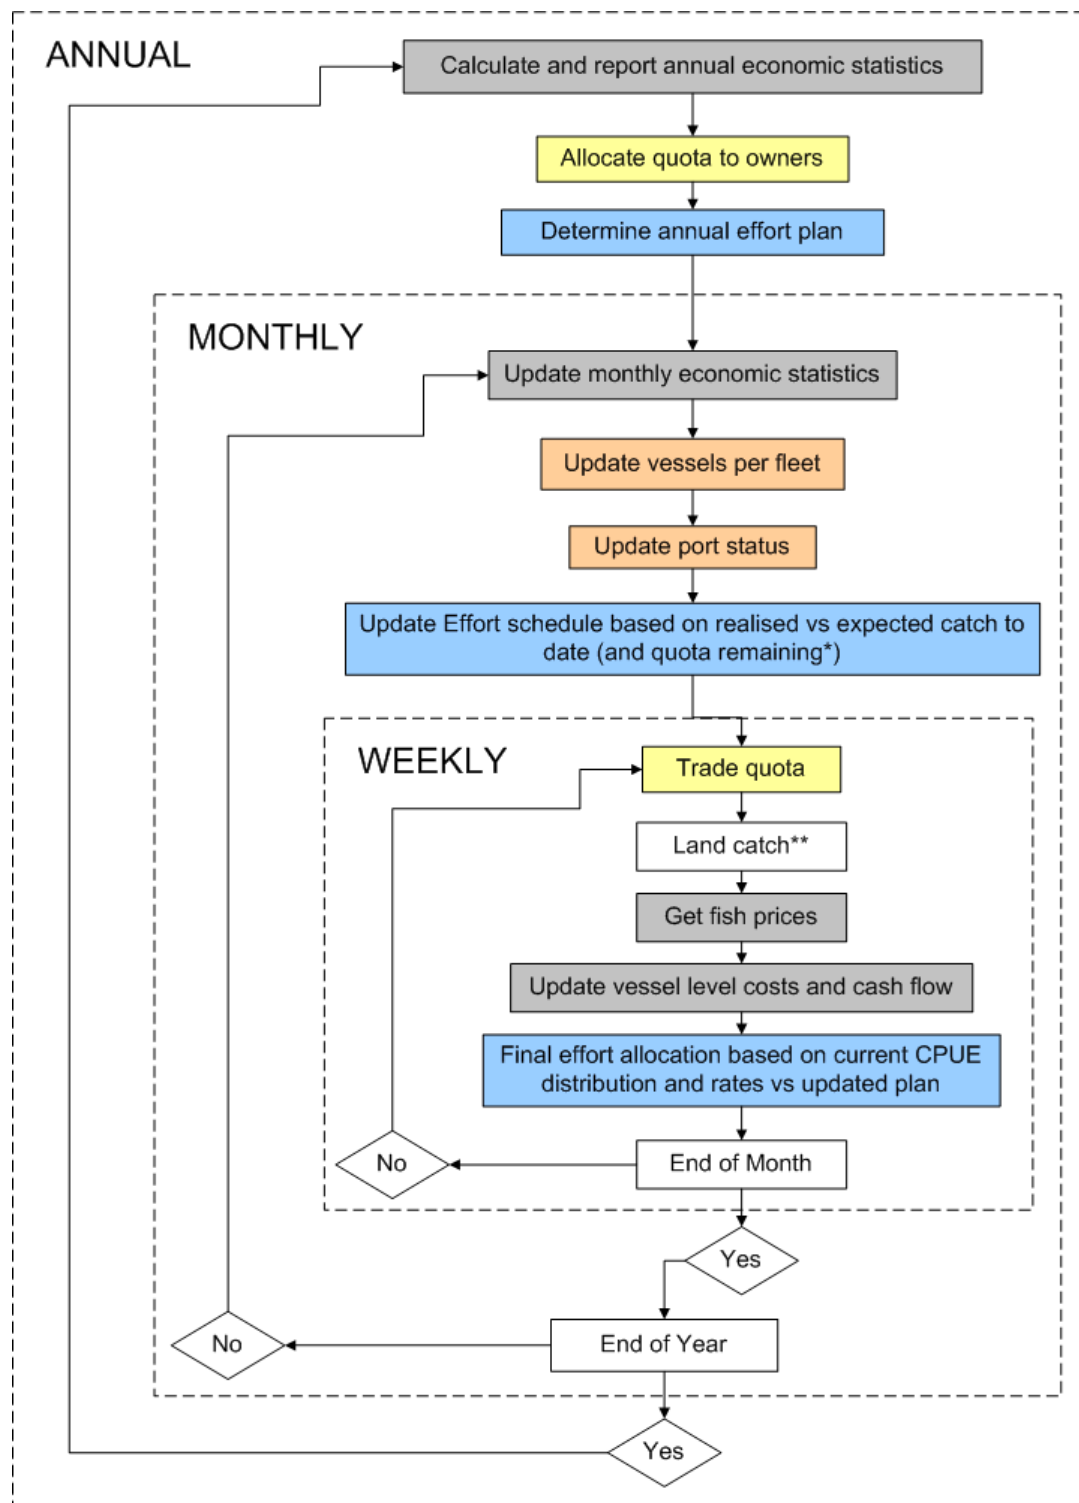 ANNUAL
Calculate and report annual economic statistics
Allocate quota to owners
Determine annual effort plan
MONTHLY
Update monthly economic statistics
Update vessels per fleet
Update port status
Update Effort schedule based on realised vs expected catch to
date (and quota remaining*)
WEEKLY
Trade quota
Land catch**
Get fish prices
Update vessel level costs and cash flow
Final effort allocation based on current CPUE
distribution and rates vs updated plan
No
End of Month
Yes
No
End of Year
Yes